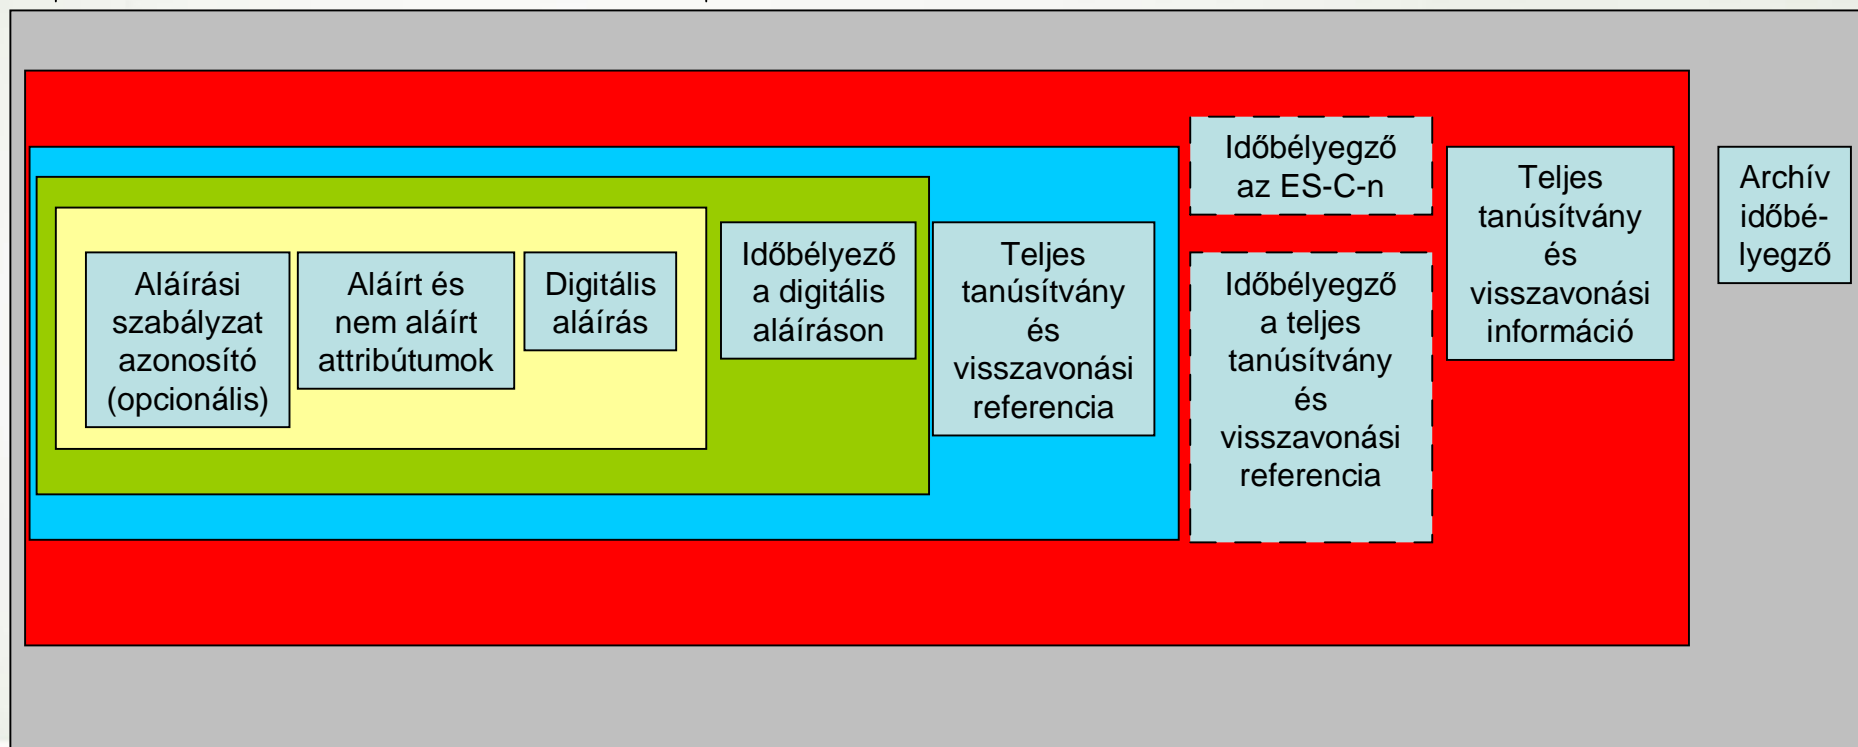 Aláírási
szabályzat
azonosító
(opcionális)
Aláírt és
nem aláírt
attribútumok
Digitális
aláírás
Időbélyező
a digitális
aláíráson
Teljes
tanúsítvány
és
visszavonási
referencia
Időbélyegző
az ES-C-n
Időbélyegző
a teljes
tanúsítvány
és
visszavonási
referencia
Teljes
tanúsítvány
és
visszavonási
információ
Archív
időbé-
lyegző